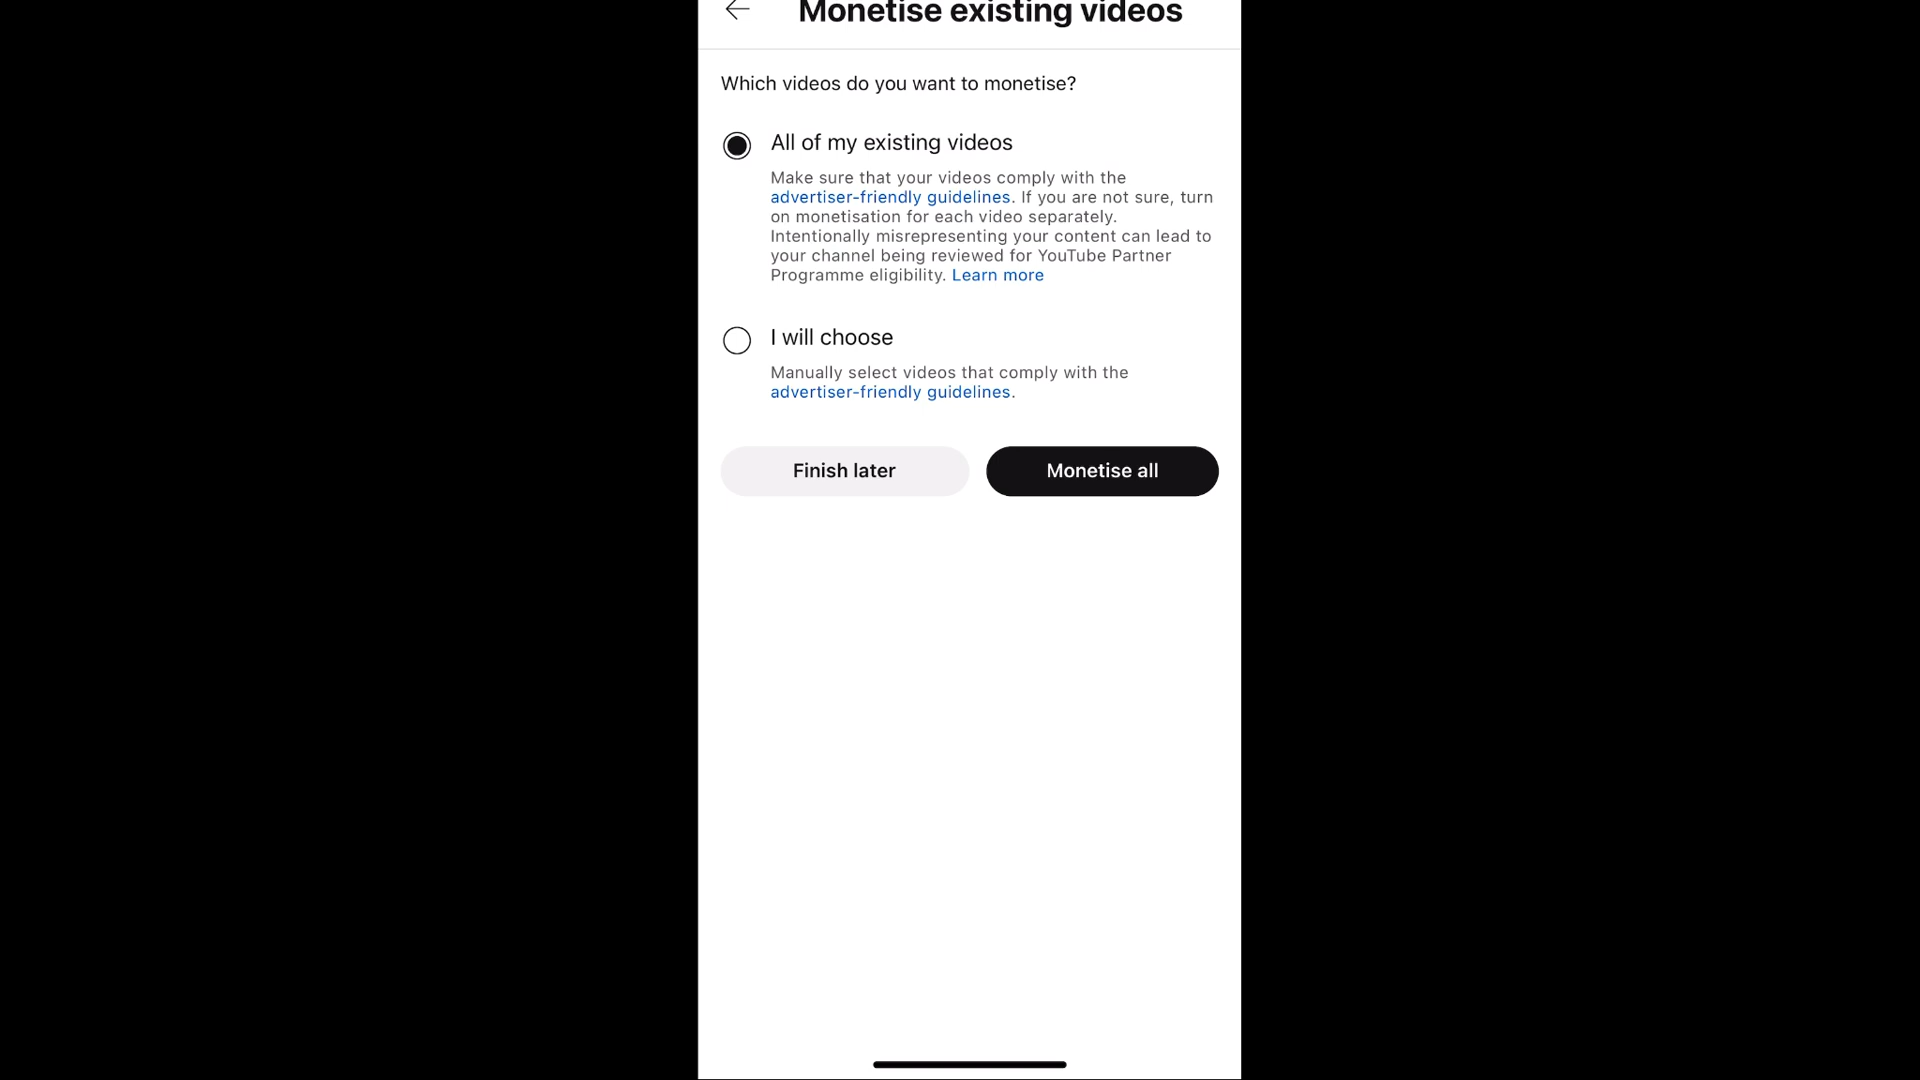 Monetise existing videos
Which videos do you want to monetise?
All of my existing videos
Make sure that your videos comply with the
advertiser-friendly guidelines. If you are not sure, turn
on monetisation for each video separately.
Intentionally misrepresenting your content can lead to
your channel being reviewed for YouTube Partner
Programme eligibility. Learn more
I will choose
Manually select videos that comply with the
advertiser-friendly guidelines.
Finish later
Monetise all